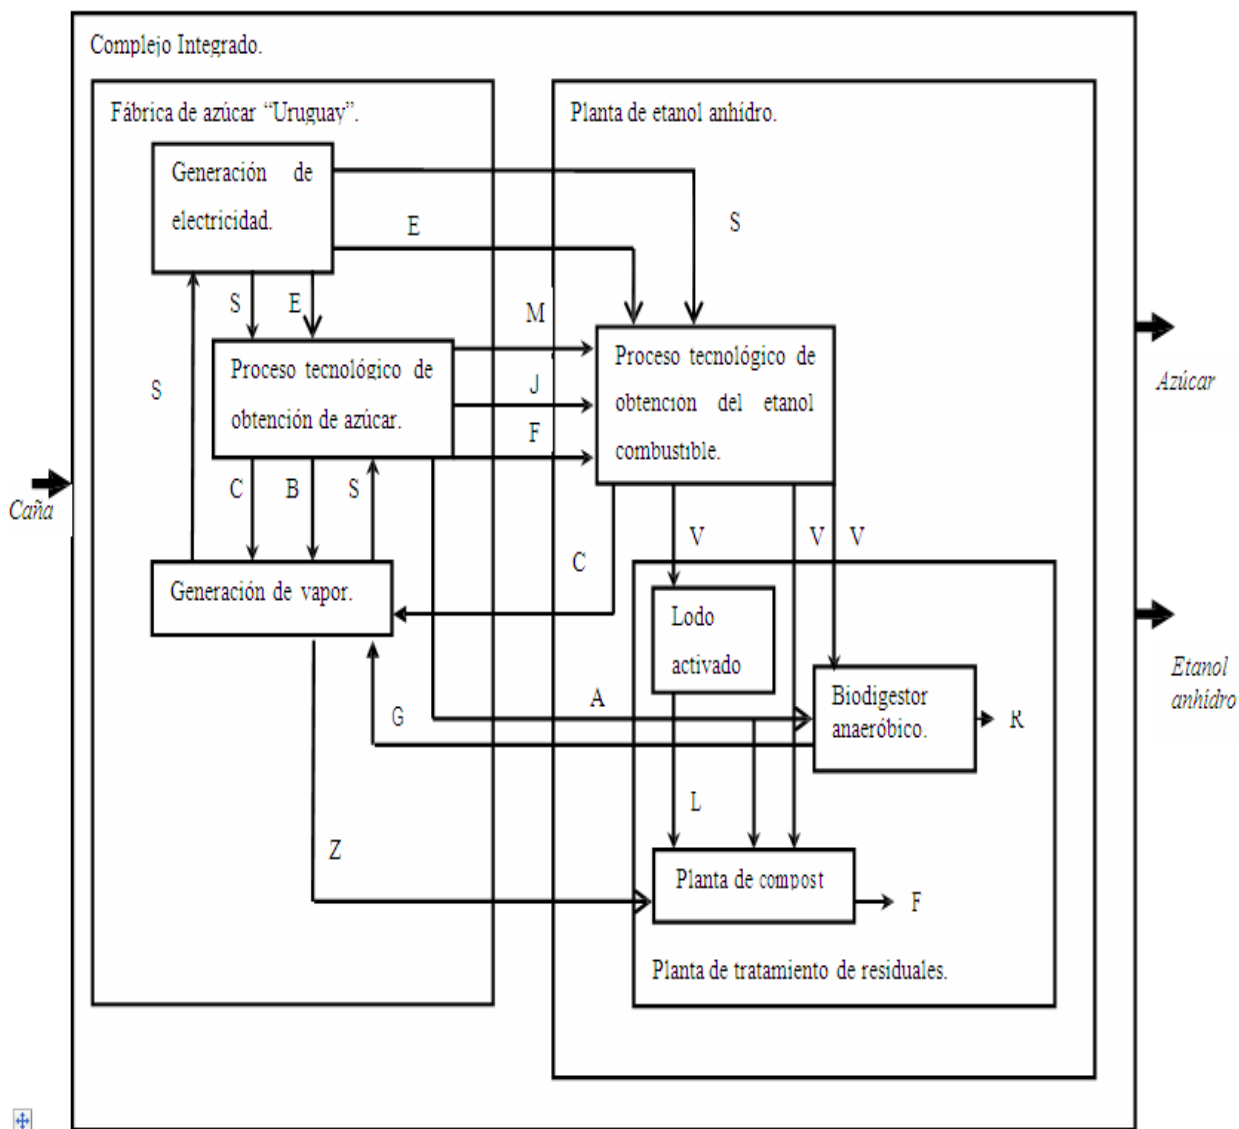 Complejo Integrado.
Fábrica de azúcar “Uruguay”.
Planta de etanol anhídro.
Generación de
electricidad.
S
E
S
E
M
Proceso tecnológico de
obtención de azúcar.
Proceso tecnológico de
obtención del etanol
combustible.
J
F
S
Azúcar
Caña
C
B
S
V
V
V
C
Generación de vapor.
Lodo
activado
Biodigestor
anaeróbico.
Etanol
anhídro
A
G
R
L
Z
Planta de compost
F
Planta de tratamiento de residuales.